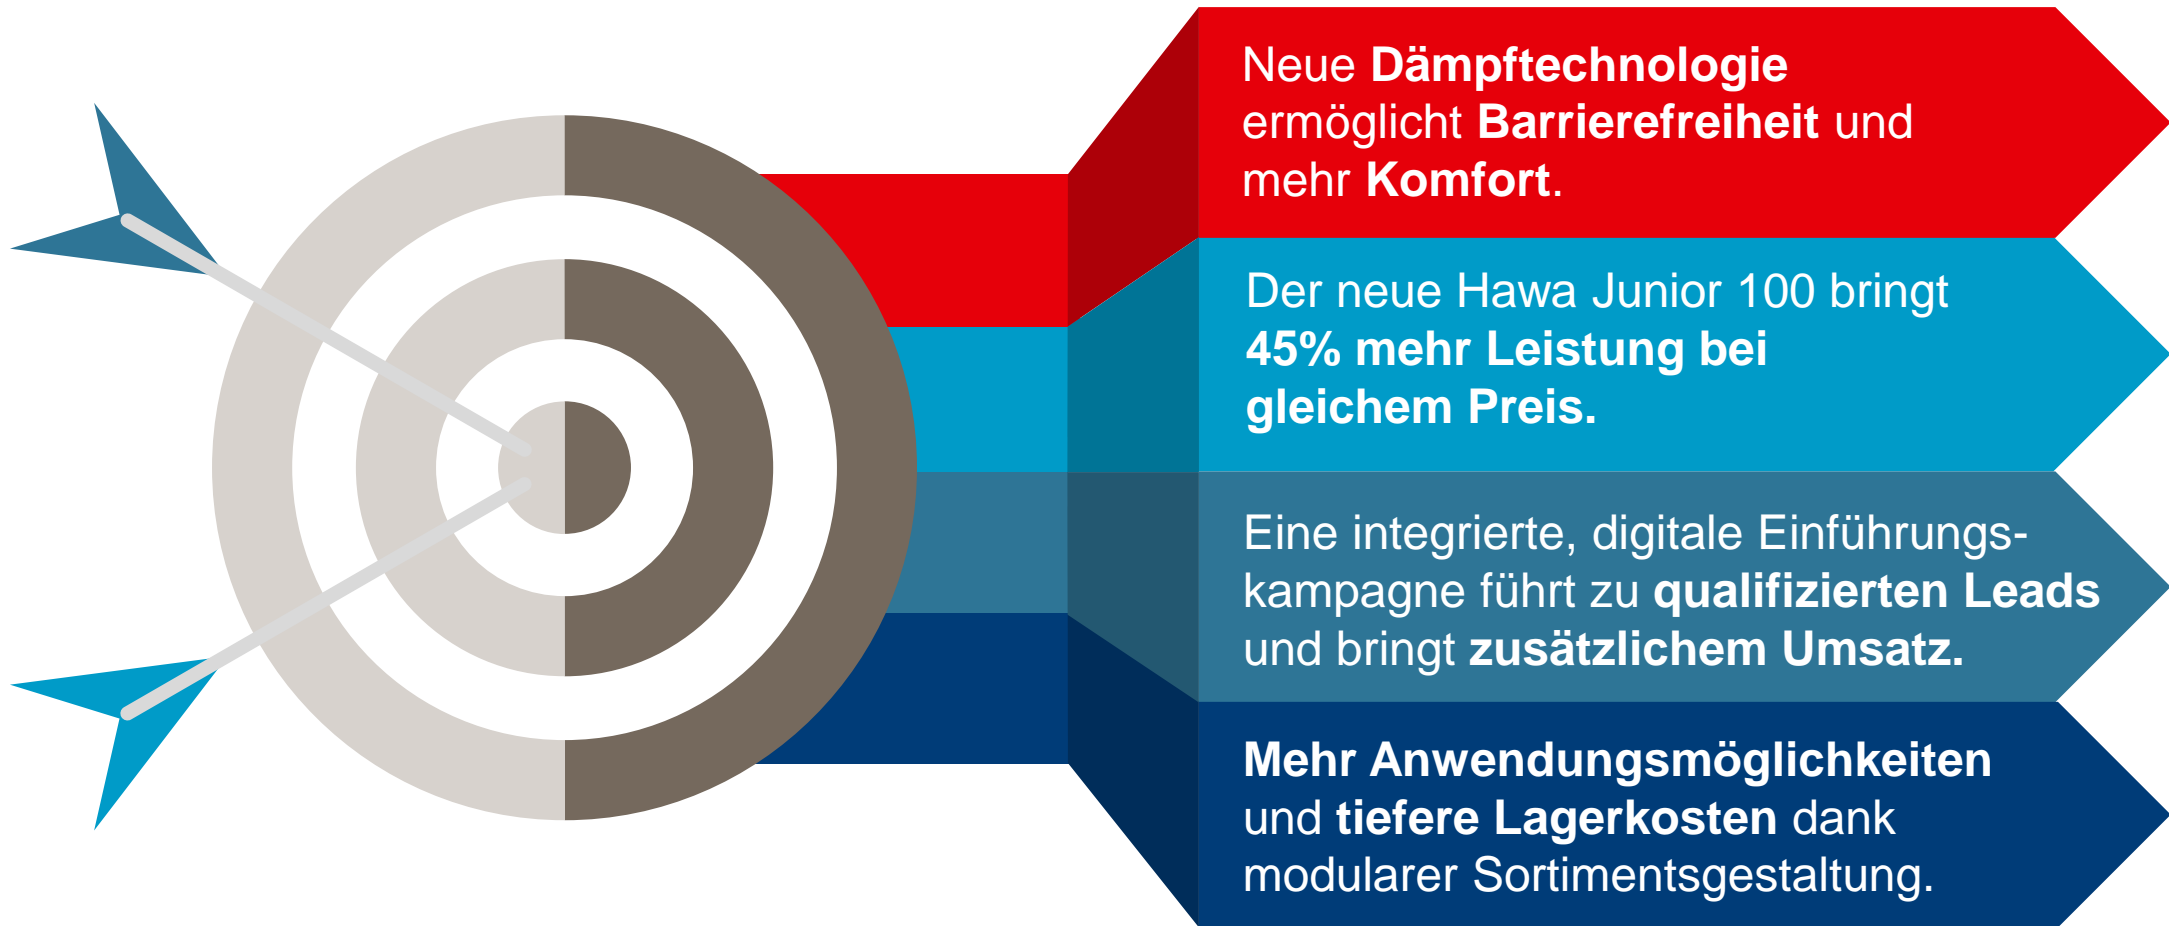 Neue Dämpftechnologie
ermöglicht Barrierefreiheit und
mehr Komfort.
Der neue Hawa Junior 100 bringt
45% mehr Leistung bei
gleichem Preis.
Eine integrierte, digitale Einführungs-
kampagne führt zu qualifizierten Leads
und bringt zusätzlichem Umsatz.
Mehr Anwendungsmöglichkeiten
und tiefere Lagerkosten dank
modularer Sortimentsgestaltung.